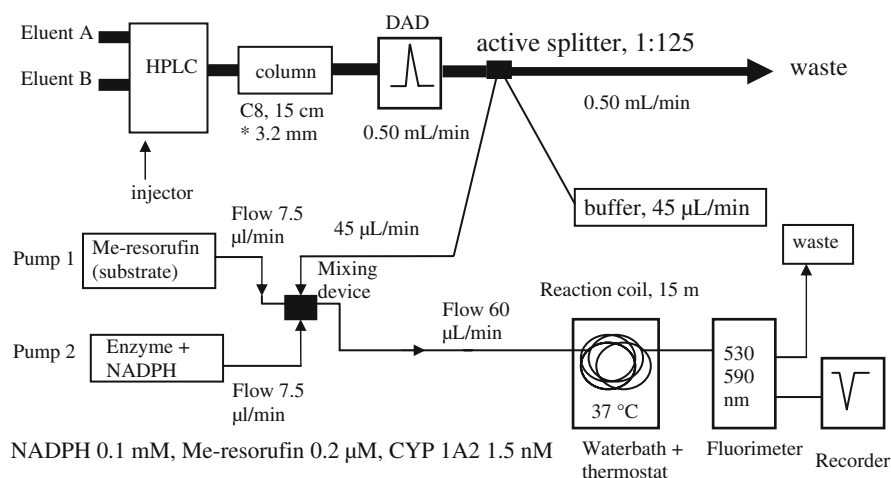 DAD
Eluent A
Eluent B
HPLC
column
active splitter, 1:125
waste
C8, 15 cm
* 3.2 mm
0.50 mL/min
0.50 mL/min
injector
Flow 7.5
µl/min
45 µL/min
buffer, 45 µL/min
Pump 1
Me-resorufin
(substrate)
Mixing
device
waste
Reaction coil, 15 m
Flow 60
µL/min
Pump 2
Enzyme +
NADPH
Flow 7.5
µl/min
530
590
nm
37 °C
NADPH 0.1 mM, Me-resorufin 0.2 µM, CYP 1A2 1.5 nM
Waterbath +
thermostat
Fluorimeter
Recorder